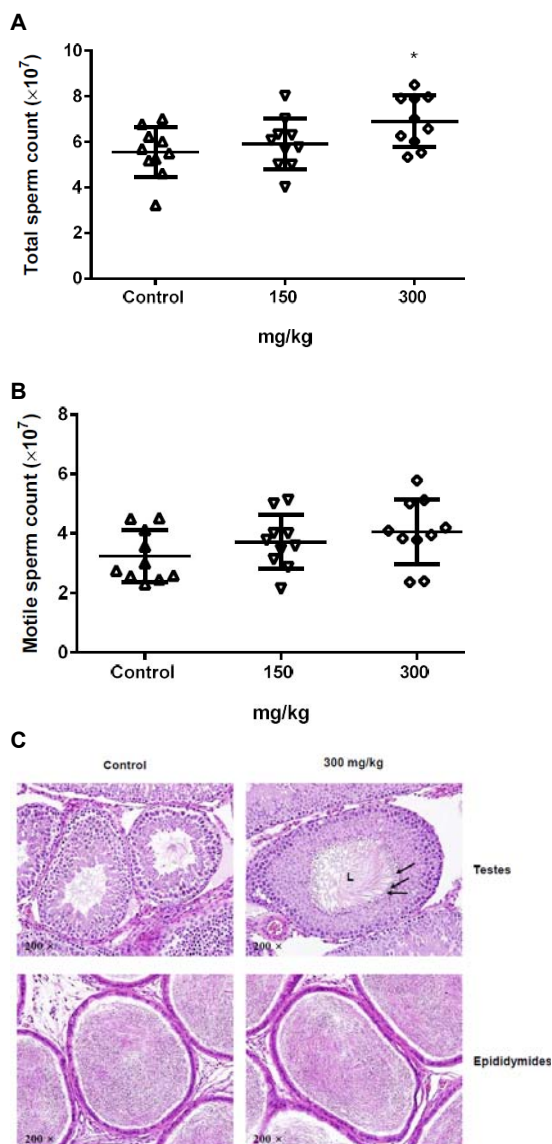 A
Total sperm count (×10⁷)
10
8
6
4
2
0
*
Control
150
300
mg/kg
B
Motile sperm count (×10⁷)
8
6
4
2
0
Control
150
300
mg/kg
C
Control
300 mg/kg
L
Testes
200 ×
200 ×
Epididymides
200 ×
200 ×